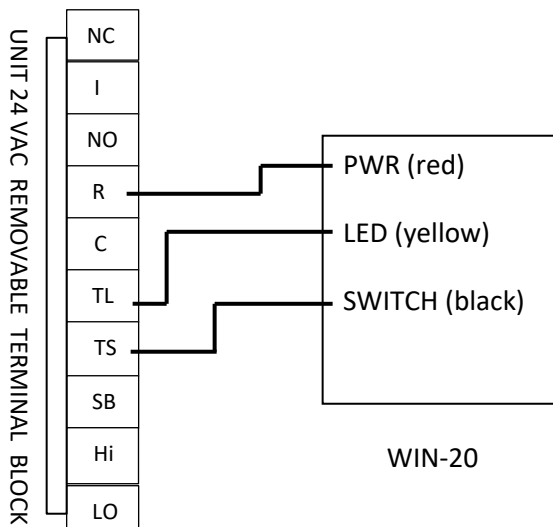 UNIT 24 VAC REMOVABLE TERMINAL BLOCK
NC
I
NO
R
C
TL
TS
SB
Hi
LO
PWR (red)
LED (yellow)
SWITCH (black)
WIN-20